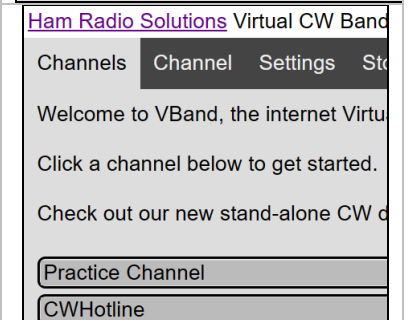 Ham Radio Solutions Virtual CW Band
Channels Channel Settings
Welcome to VBand, the internet
Click a channel below to get started.
Check out our new stand-alone CW
Practice Channel
CWHotline